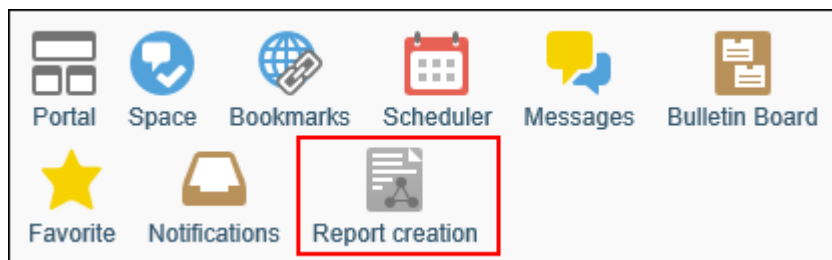 Portal Space Bookmarks Scheduler Messages Bulletin Board
Favorite Notifications Report creation